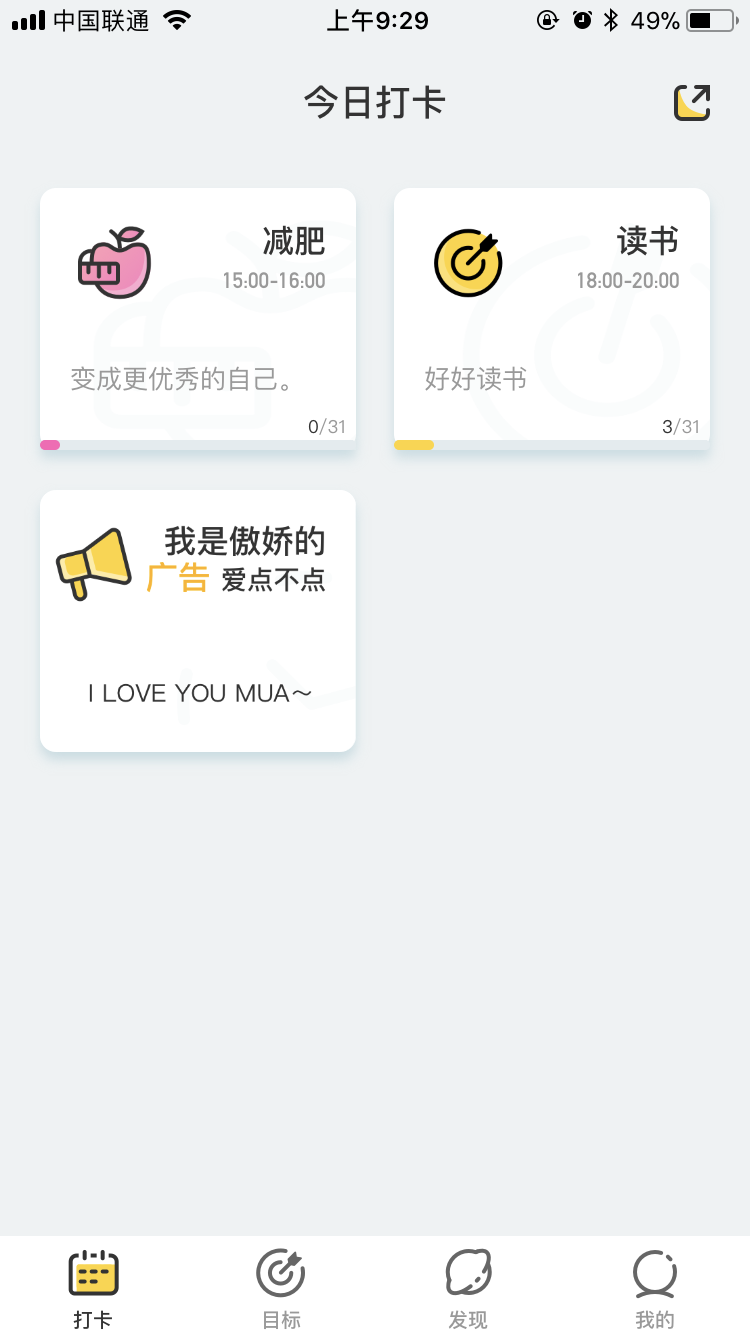 中国联通
上午9:29
49%
今日打卡
减肥
15:00-16:00
变成更优秀的自己。
0/31
读书
18:00-20:00
好好读书
3/31
我是傲娇的
广告 爱点不点
I LOVE YOU MUA～
打卡
目标
发现
我的